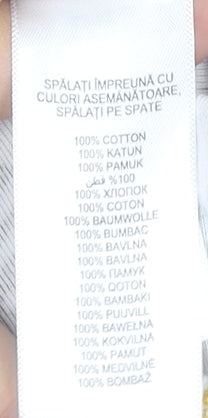 SPĂLAȚI ÎMPREUNĂ CU
CULORI ASEMĂNĂTOARE,
SPĂLAȚI PE SPATE
100% COTTON
100% KATUN
100% PAMUK
%100 قطن
100% ХЛОПОК
100% COTON
100% BAUMWOLLE
100% BUMBAC
100% BAVLNA
100% BAVLNA
100% ПАМУК
100% QOTON
100% BAMBAKI
100% PUUVILL
100% BAWEŁNA
100% KOKVILNA
100% PAMUT
100% MEDVILNĖ
100% BOMBAŽ